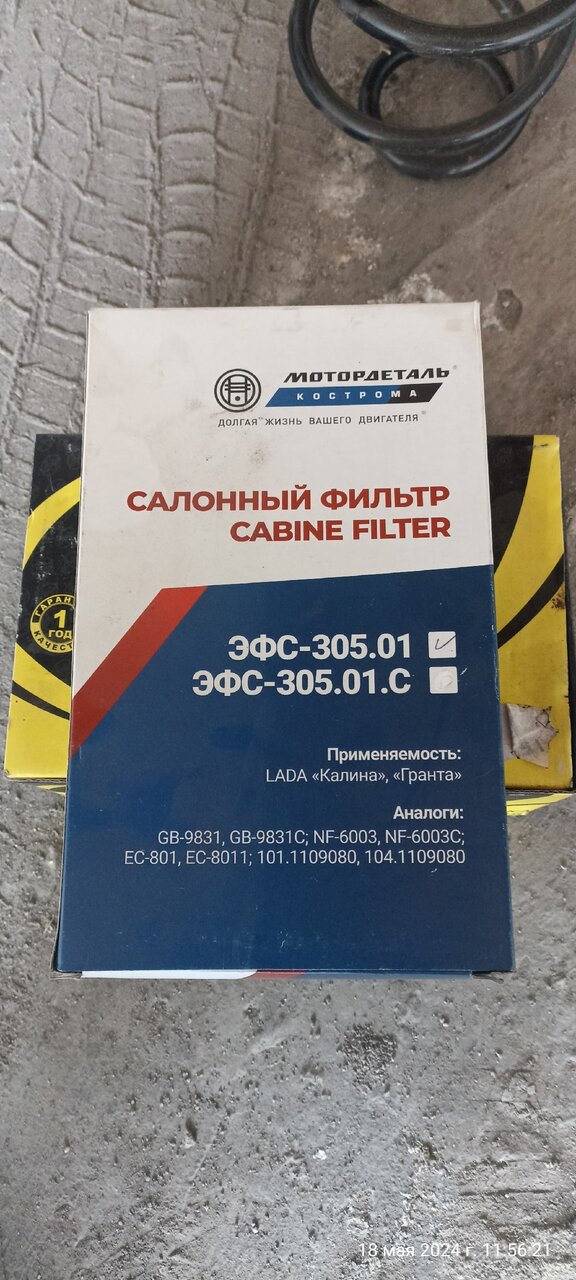 МОТОРДЕТАЛЬ
КОСТРОМА
ДОЛГАЯ ЖИЗНЬ ВАШЕГО ДВИГАТЕЛЯ
САЛОННЫЙ ФИЛЬТР
CABINE FILTER
ЭФС-305.01
ЭФС-305.01.С
Применяемость:
LADA «Калина», «Гранта»
Аналоги:
GB-9831, GB-9831C; NF-6003, NF-6003C;
EC-801, EC-8011; 101.1109080, 104.1109080
1
ГОД
18 мая 2024 г. 11:56:21